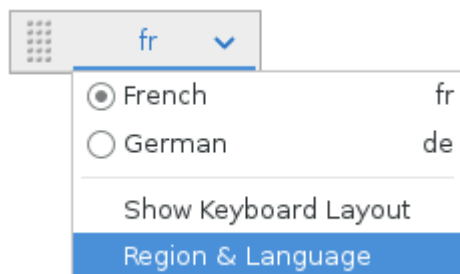 fr
French fr
German de
Show Keyboard Layout
Region & Language